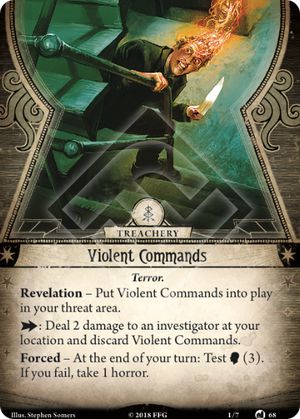 TREACHERY
Violent Commands
Terror.
Revelation – Put Violent Commands into play
in your threat area.
: Deal 2 damage to an investigator at your
location and discard Violent Commands.
Forced – At the end of your turn: Test (3).
If you fail, take 1 horror.
Illus. Stephen Somers
© 2018 FFG
1/7
68